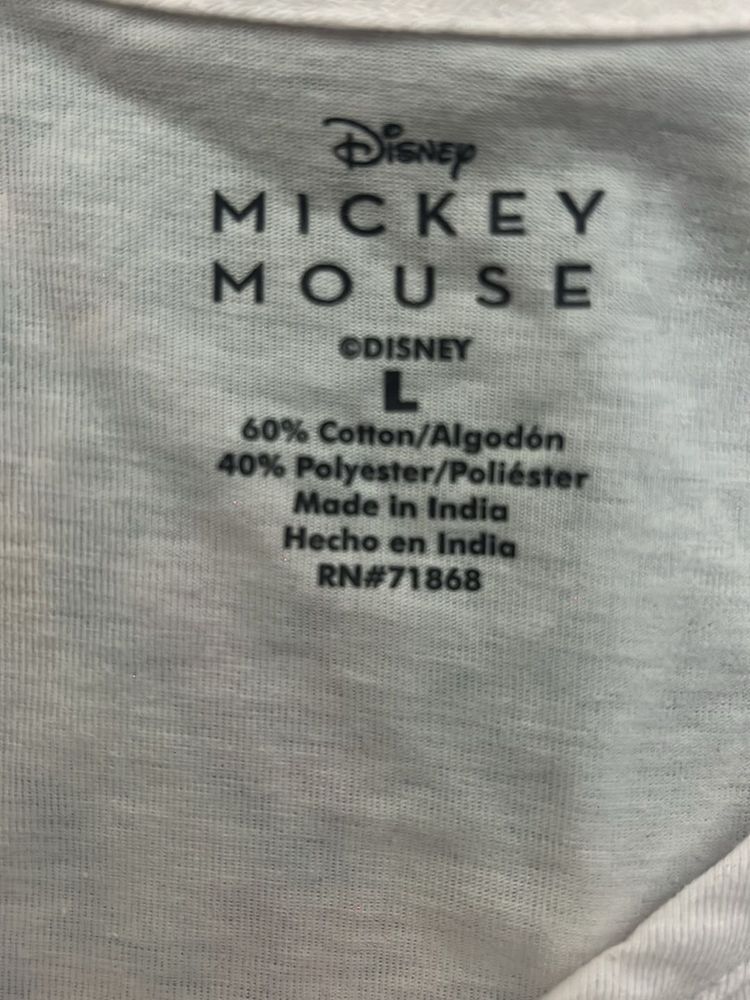 Disney
MICKEY
MOUSE
©DISNEY
L
60% Cotton/Algodón
40% Polyester/Poliéster
Made in India
Hecho en India
RN#71868